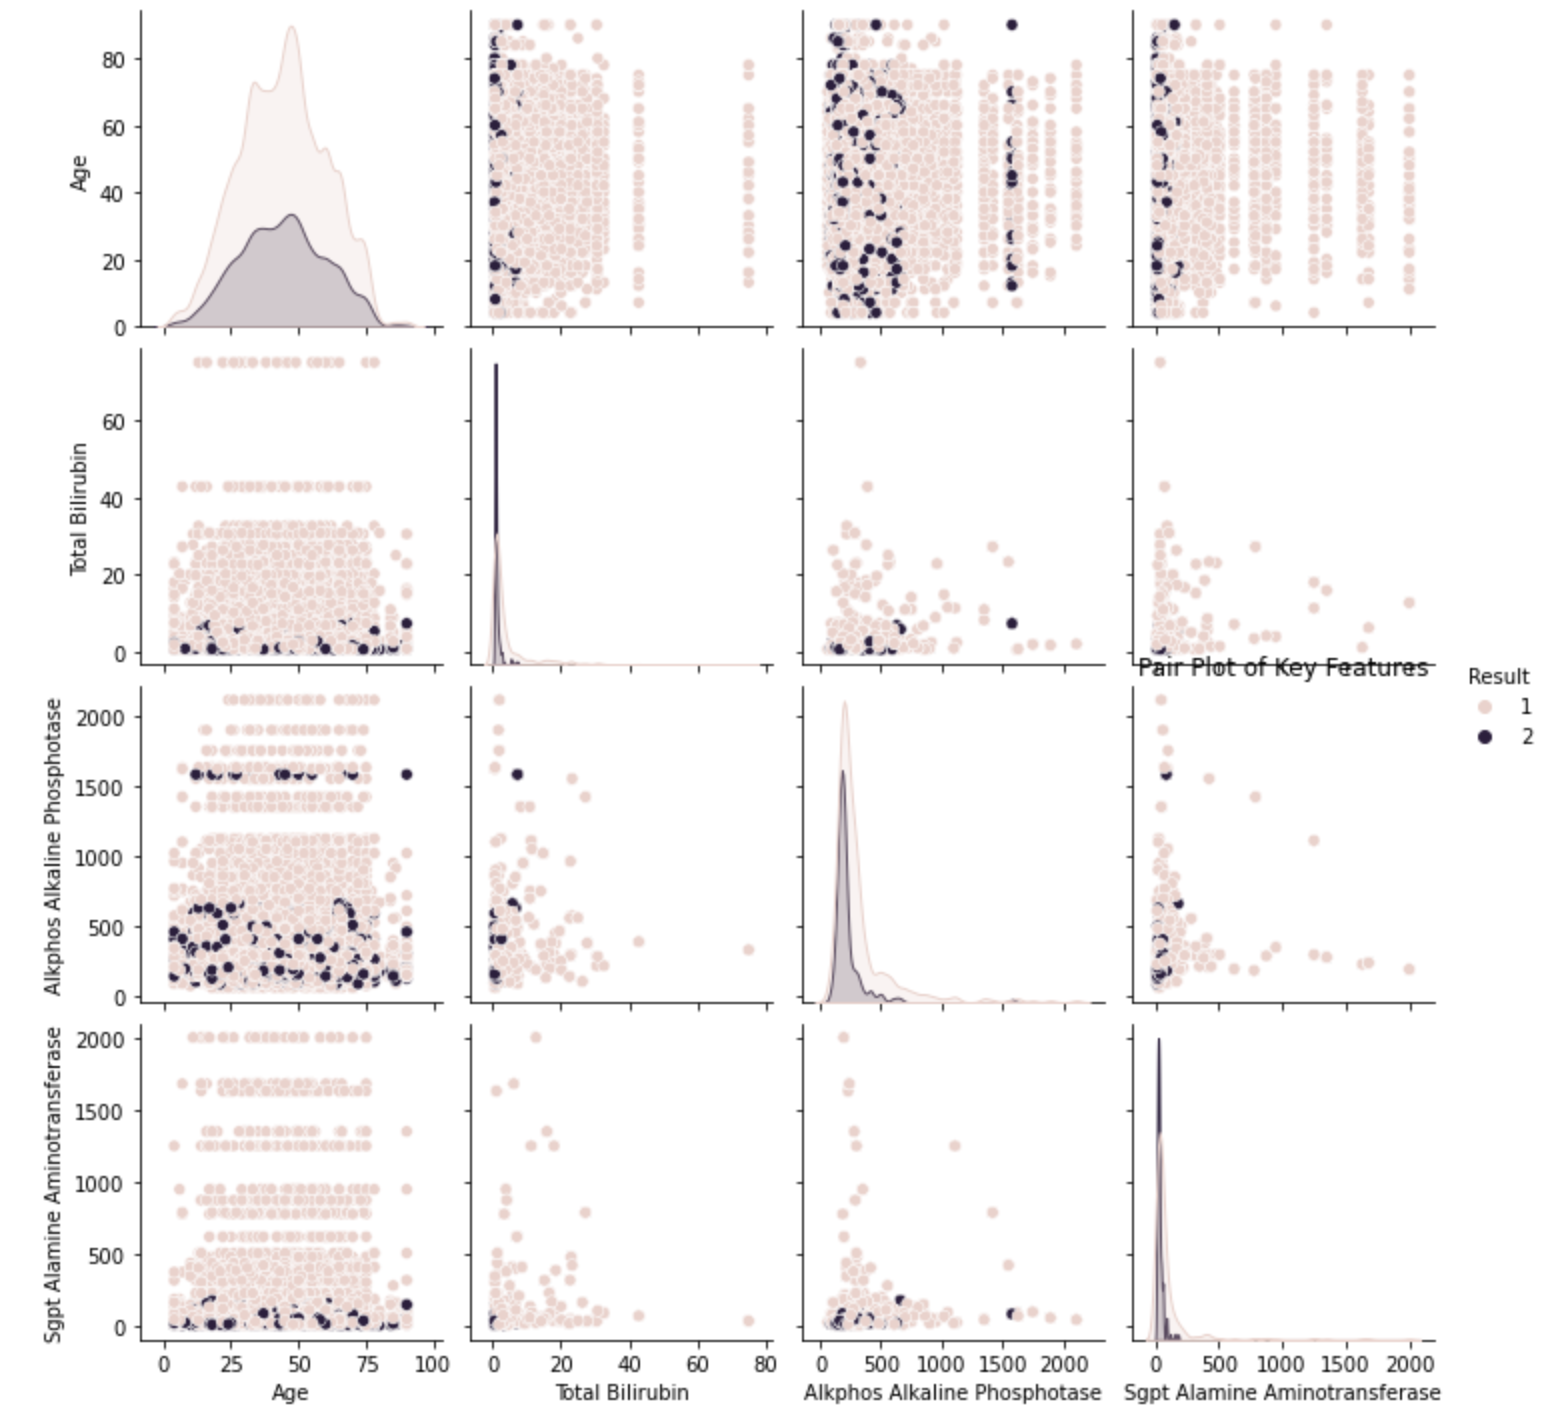 80
60
40
20
0
Age
60
40
20
0
Total Bilirubin
Pair Plot of Key Features
Result
1
2
2000
1500
1000
500
0
Alkphos Alkaline Phosphotase
2000
1500
1000
500
0
Sgpt Alamine Aminotransferase
0 25 50 75 100
0 20 40 60 80
0 500 1000 1500 2000
0 500 1000 1500 2000
Age
Total Bilirubin
Alkphos Alkaline Phosphotase
Sgpt Alamine Aminotransferase